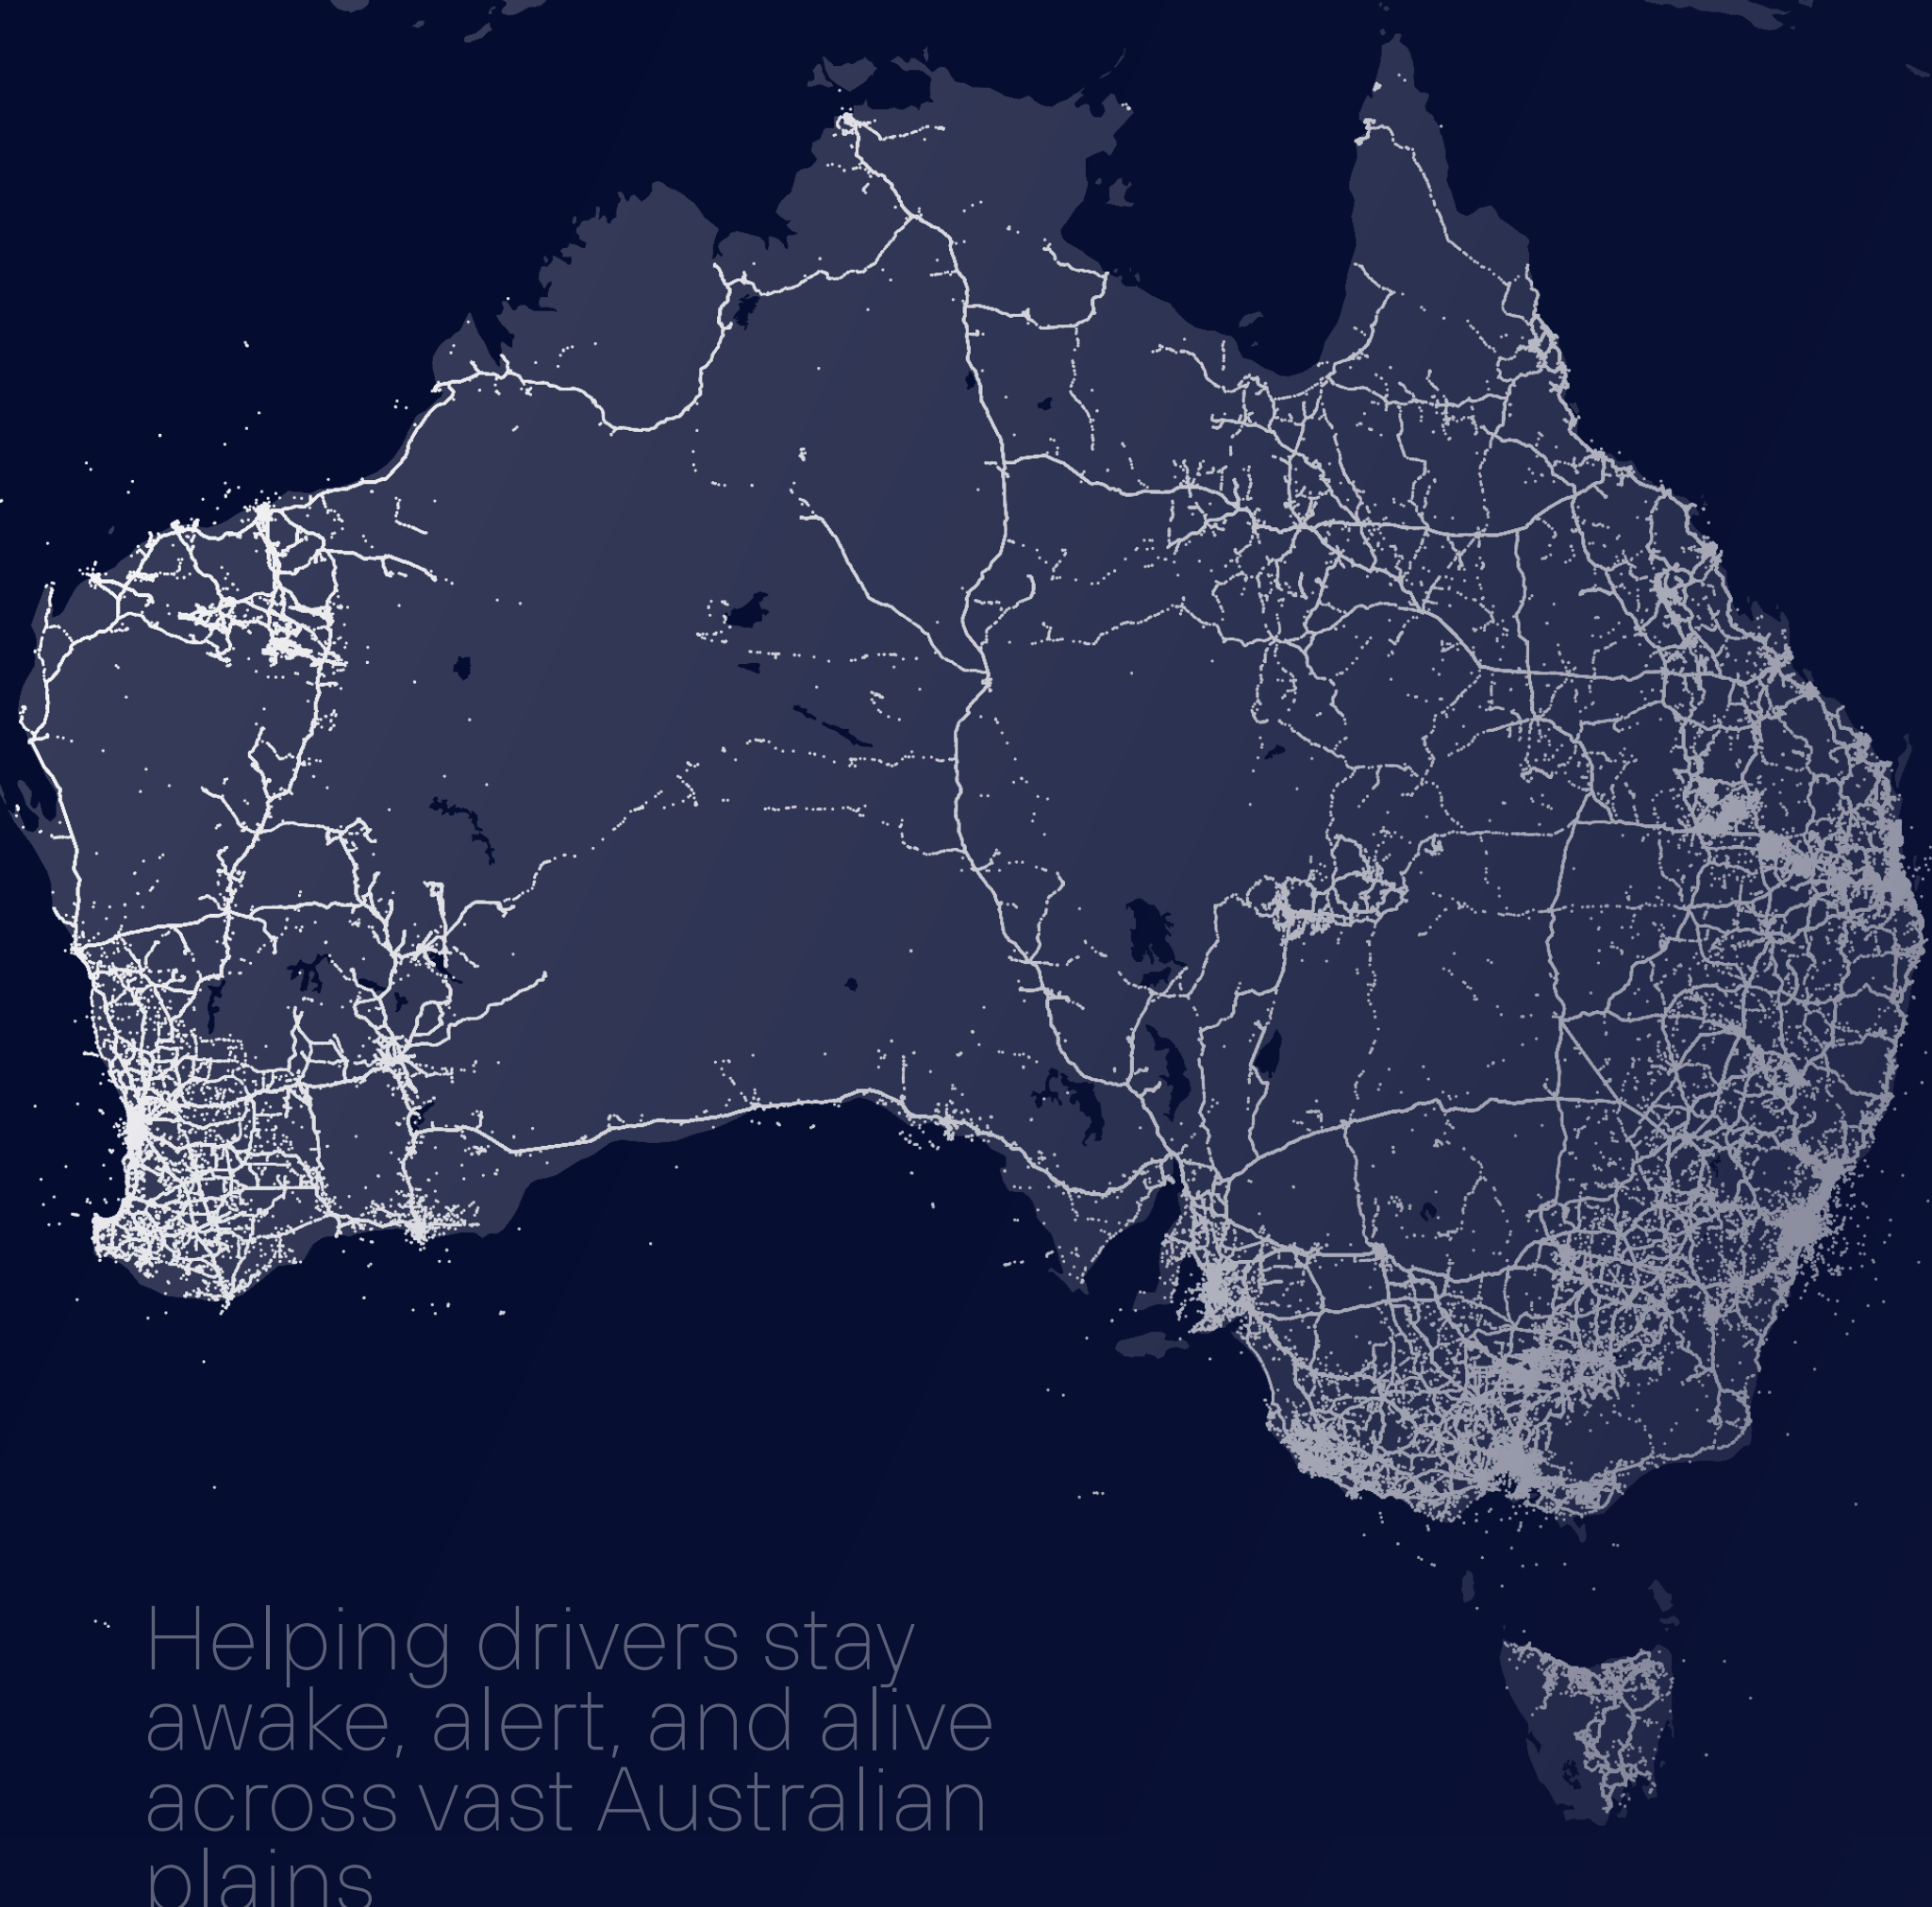 Helping drivers stay
awake, alert, and alive
across vast Australian
plains